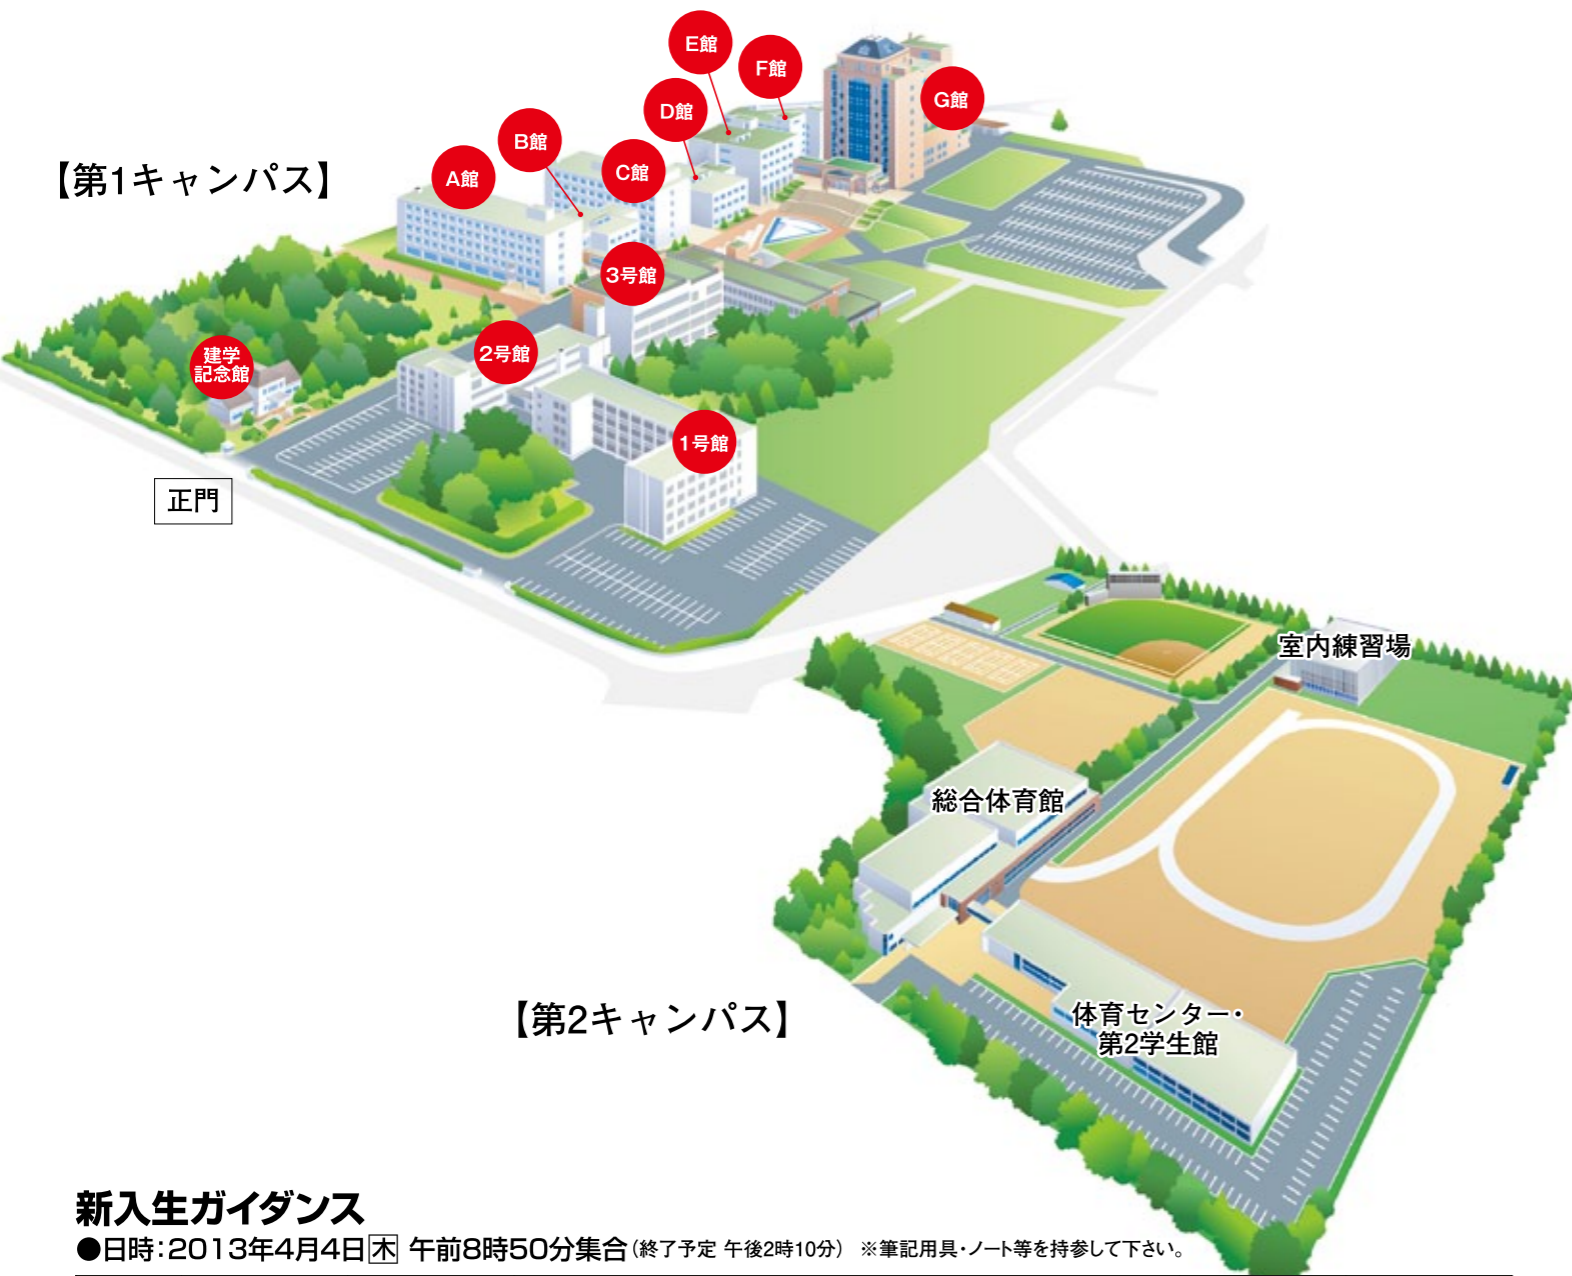 E館
F館
G館
D館
B館
C館
A館
【第1キャンパス】
3号館
2号館
建学
記念館
1号館
正門
室内練習場
総合体育館
【第2キャンパス】
体育センター・
第2学生館
新入生ガイダンス
●日時：2013年4月4日木 午前8時50分集合（終了予定 午後2時10分） ※筆記用具・ノート等を持参して下さい。